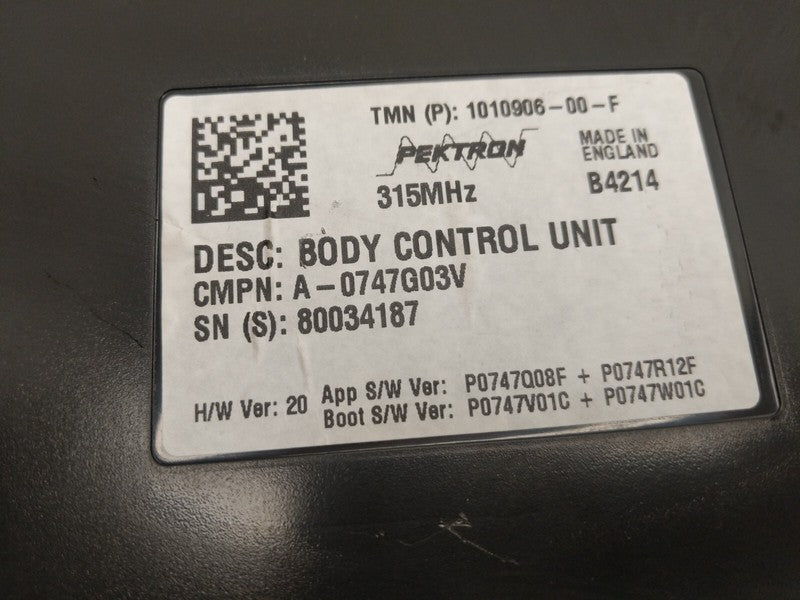 TMN (P): 1010906-00-F
PEKTRON
MADE IN
ENGLAND
315MHz
B4214
DESC: BODY CONTROL UNIT
CMPN: A-0747G03V
SN (S): 80034187
H/W Ver: 20 App S/W Ver: P0747Q08F + P0747R12F
Boot S/W Ver: P0747V01C + P0747W01C